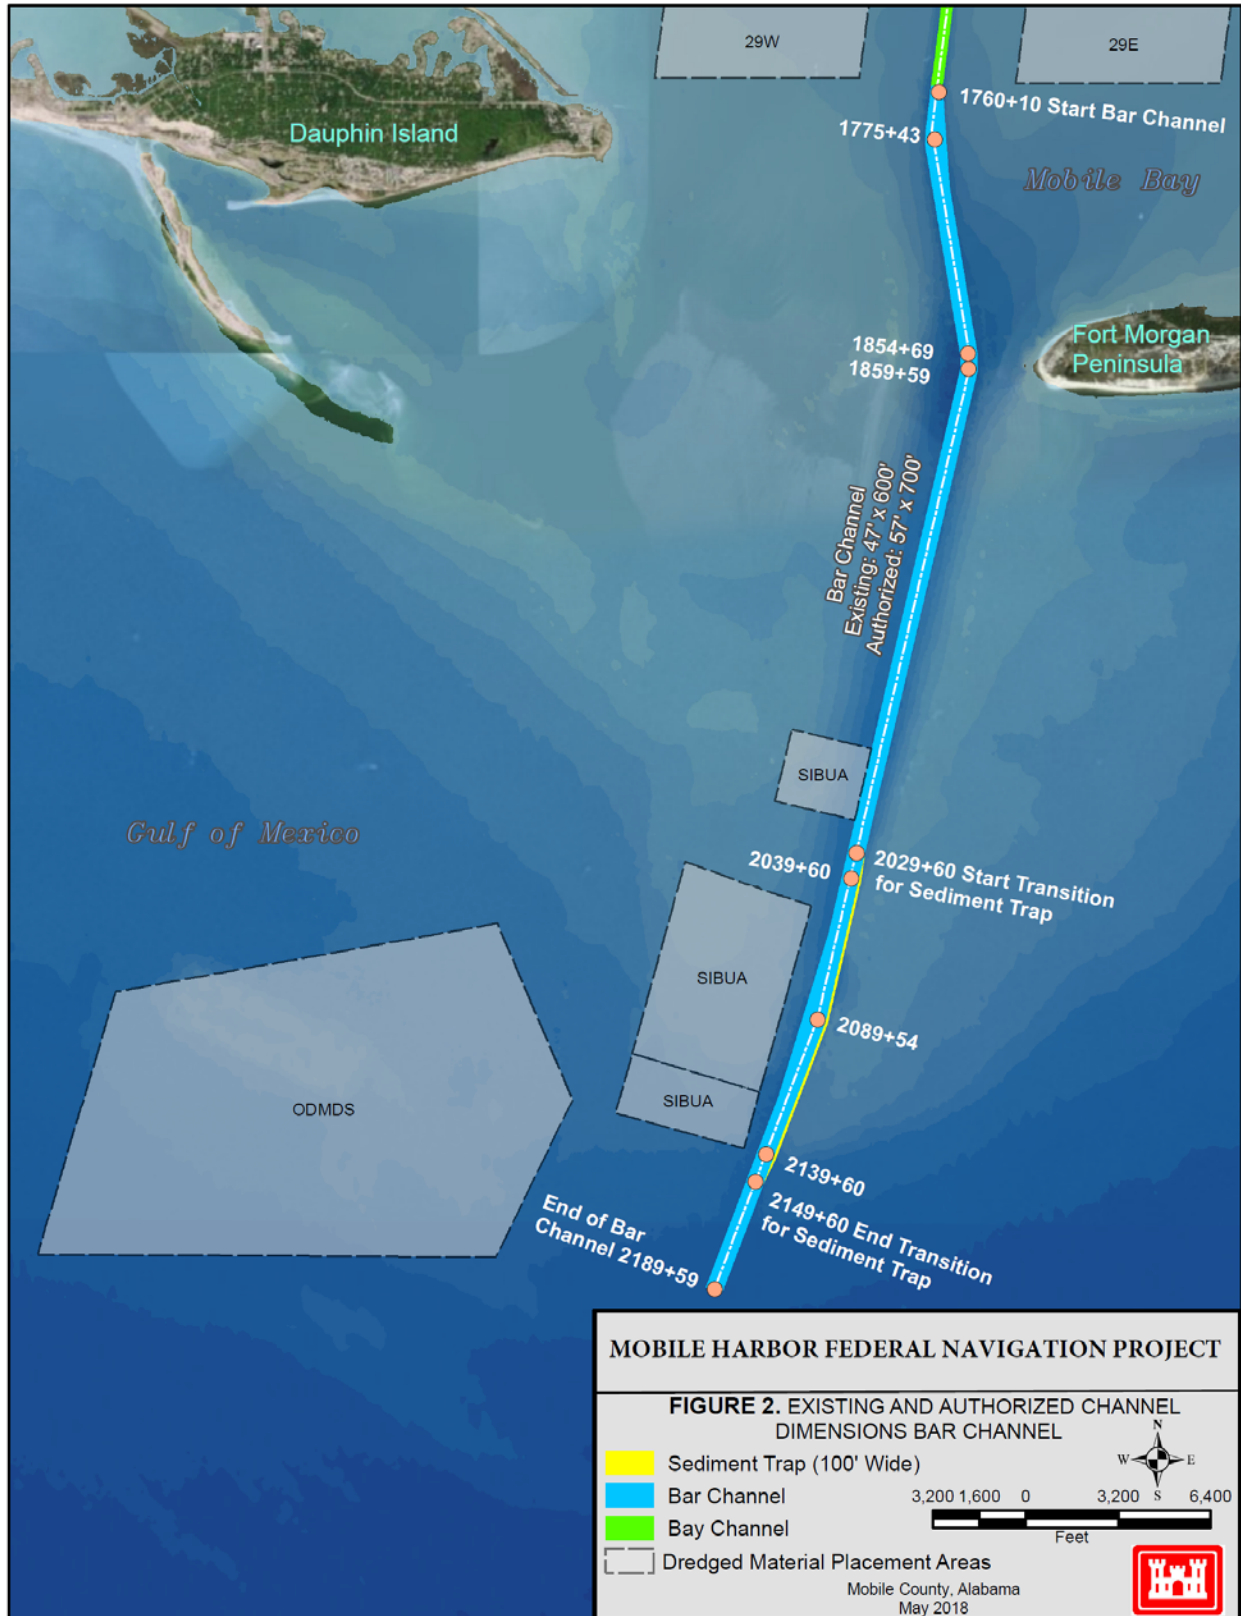 29W
29E
1760+10 Start Bar Channel
1775+43
Dauphin Island
Mobile Bay
1854+69
1859+59
Fort Morgan
Peninsula
Bar Channel
Existing: 47' x 600'
Authorized: 57' x 700'
SIBUA
Gulf of Mexico
2039+60
2029+60 Start Transition
for Sediment Trap
SIBUA
2089+54
SIBUA
ODMDS
2139+60
2149+60 End Transition
for Sediment Trap
End of Bar
Channel 2189+59
MOBILE HARBOR FEDERAL NAVIGATION PROJECT
FIGURE 2. EXISTING AND AUTHORIZED CHANNEL
DIMENSIONS BAR CHANNEL
N
W E
S
Sediment Trap (100' Wide)
Bar Channel
Bay Channel
Dredged Material Placement Areas
3,200 1,600 0 3,200 6,400
Feet
Mobile County, Alabama
May 2018